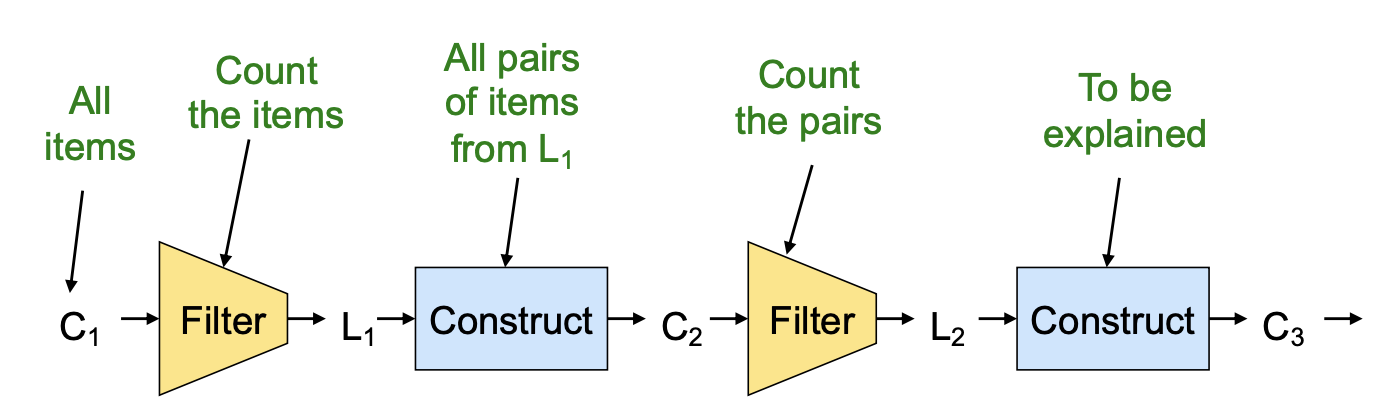 All
items
Count
the items
All pairs
of items
from L₁
Count
the pairs
To be
explained
C₁
Filter
L₁
Construct
C₂
Filter
L₂
Construct
C₃